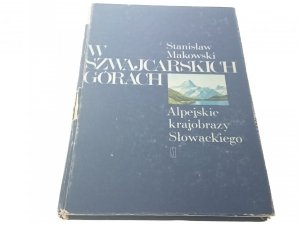 Stanisław
Makowski
W
SZWAJCARSKICH
GÓRACH
Alpejskie
krajobrazy
Słowackiego